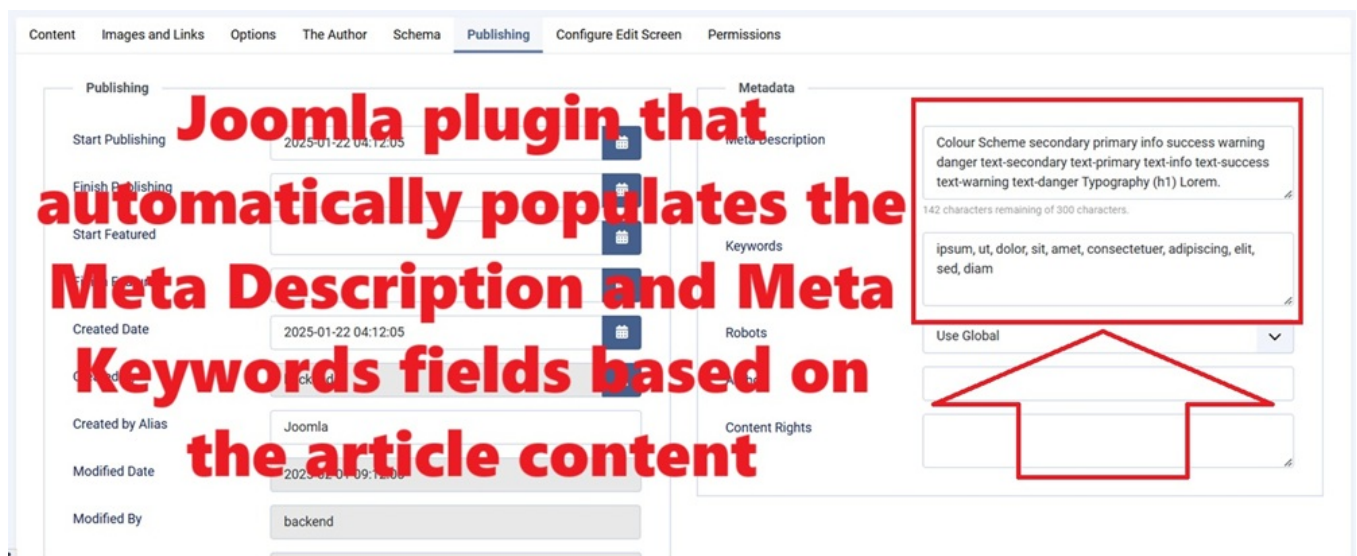 Content Images and Links Options The Author Schema Publishing Configure Edit Screen Permissions
Publishing
Start Publishing
2025-01-22 04:12:05
Finish Publishing
Start Featured
Created Date
2025-01-22 04:12:05
Created by Alias
Joomla
Modified Date
Modified By
backend
Joomla plugin that
automatically populates the
Meta Description and Meta
Keywords fields based on
the article content
Metadata
Meta Description
Colour Scheme secondary primary info success warning
danger text-secondary text-primary text-info text-success
text-warning text-danger Typography (h1) Lorem.
142 characters remaining of 300 characters.
Keywords
ipsum, ut, dolor, sit, amet, consectetuer, adipiscing, elit,
sed, diam
Robots
Use Global
Content Rights